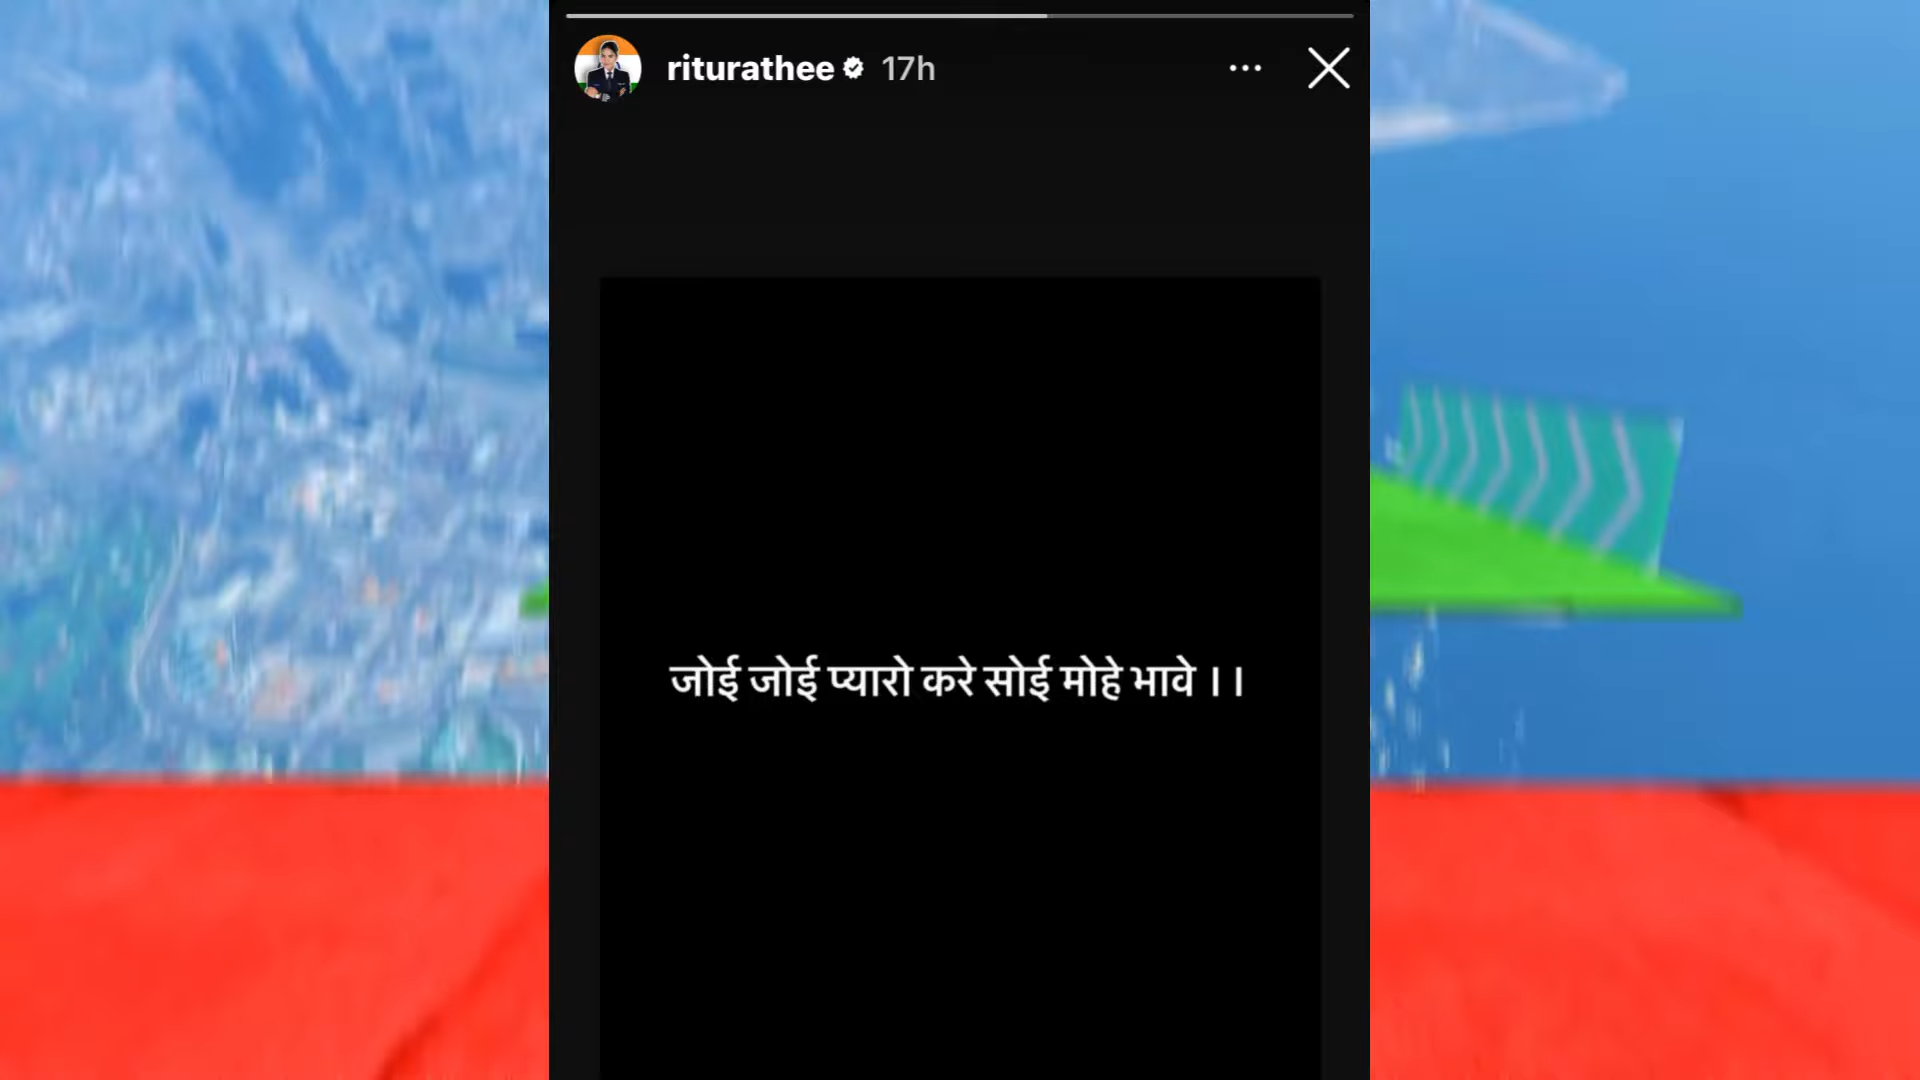 riturathee 17h
जोई जोई प्यारो करे सोई मोहे भावे ।।